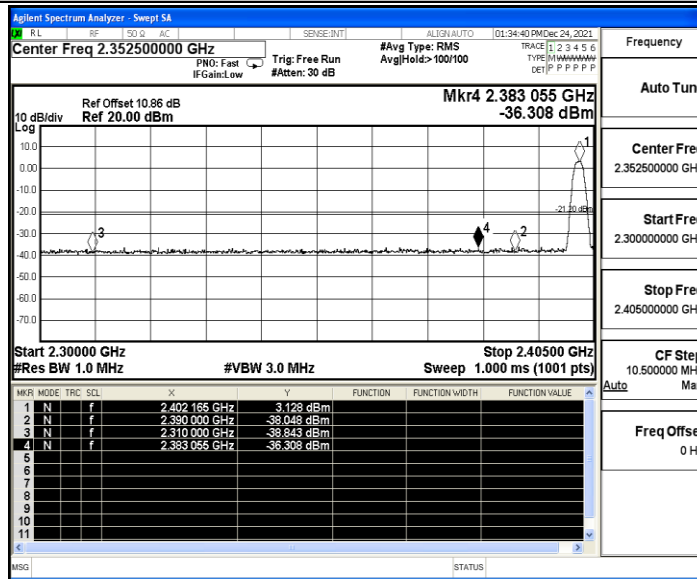 Agilent Spectrum Analyzer - Swept SA
RL RF 50 Ω AC SENSE:INT ALIGN AUTO 01:34:40 PM Dec 24, 2021
Center Freq 2.352500000 GHz
PNO: Fast
IFGain:Low
Trig: Free Run
#Atten: 30 dB
#Avg Type: RMS
Avg|Hold:>100/100
TRACE 1 2 3 4 5 6
TYPE M
DET P P P P P P
Frequency
Auto Tun
Mkr4 2.383 055 GHz
-36.308 dBm
Ref Offset 10.86 dB
10 dB/div Ref 20.00 dBm
Log
10.0
0.00
-10.0
-20.0
-30.0
-40.0
-50.0
-60.0
-70.0
1
-21.20 dBm
3
4
2
Center Fre
2.352500000 GH
Start Fre
2.300000000 GH
Stop Fre
2.405000000 GH
Start 2.30000 GHz Stop 2.40500 GHz
#Res BW 1.0 MHz #VBW 3.0 MHz Sweep 1.000 ms (1001 pts)
CF Step
10.500000 MH
Auto Ma
MKR MODE TRC SCL X Y FUNCTION FUNCTION WIDTH FUNCTION VALUE
1 N f 2.402 165 GHz 3.128 dBm
2 N f 2.390 000 GHz -38.048 dBm
3 N f 2.310 000 GHz -38.843 dBm
4 N f 2.383 055 GHz -36.308 dBm
5
6
7
8
9
10
11
Freq Offse
0 H
MSG STATUS